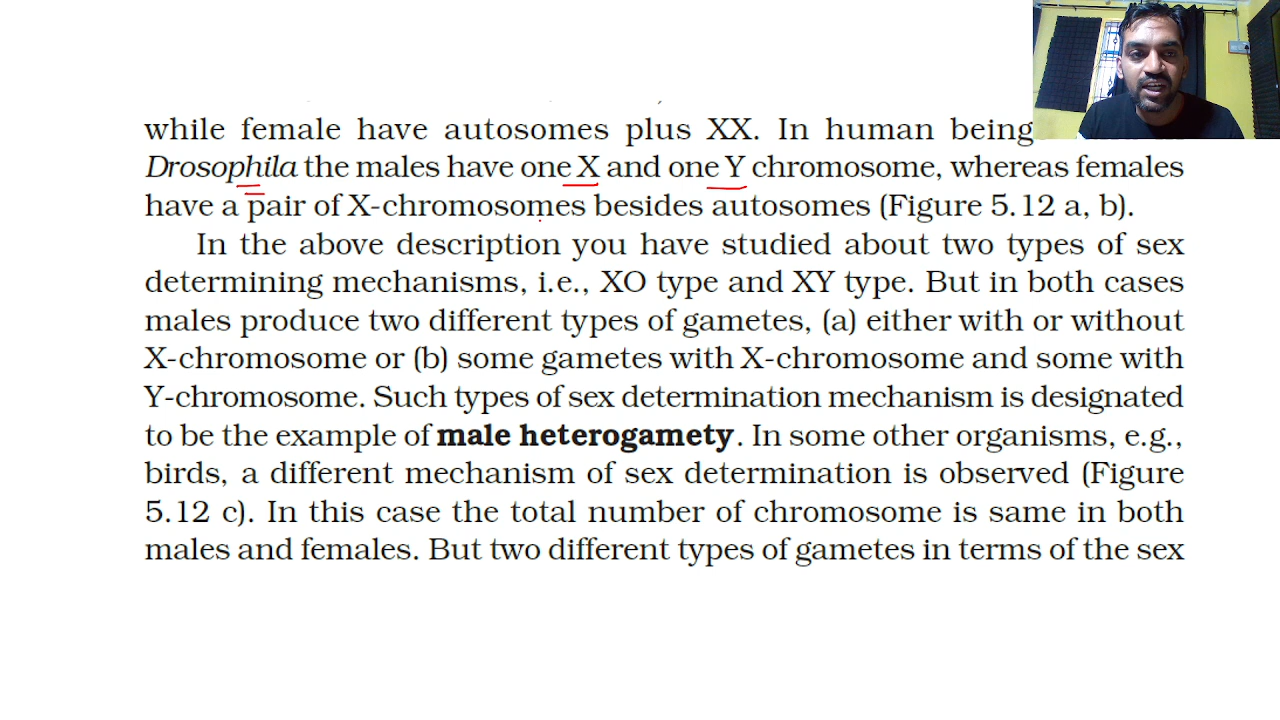 while female have autosomes plus XX. In human being
Drosophila the males have one X and one Y chromosome, whereas females
have a pair of X-chromosomes besides autosomes (Figure 5.12 a, b).
In the above description you have studied about two types of sex
determining mechanisms, i.e., XO type and XY type. But in both cases
males produce two different types of gametes, (a) either with or without
X-chromosome or (b) some gametes with X-chromosome and some with
Y-chromosome. Such types of sex determination mechanism is designated
to be the example of male heterogamety. In some other organisms, e.g.,
birds, a different mechanism of sex determination is observed (Figure
5.12 c). In this case the total number of chromosome is same in both
males and females. But two different types of gametes in terms of the sex